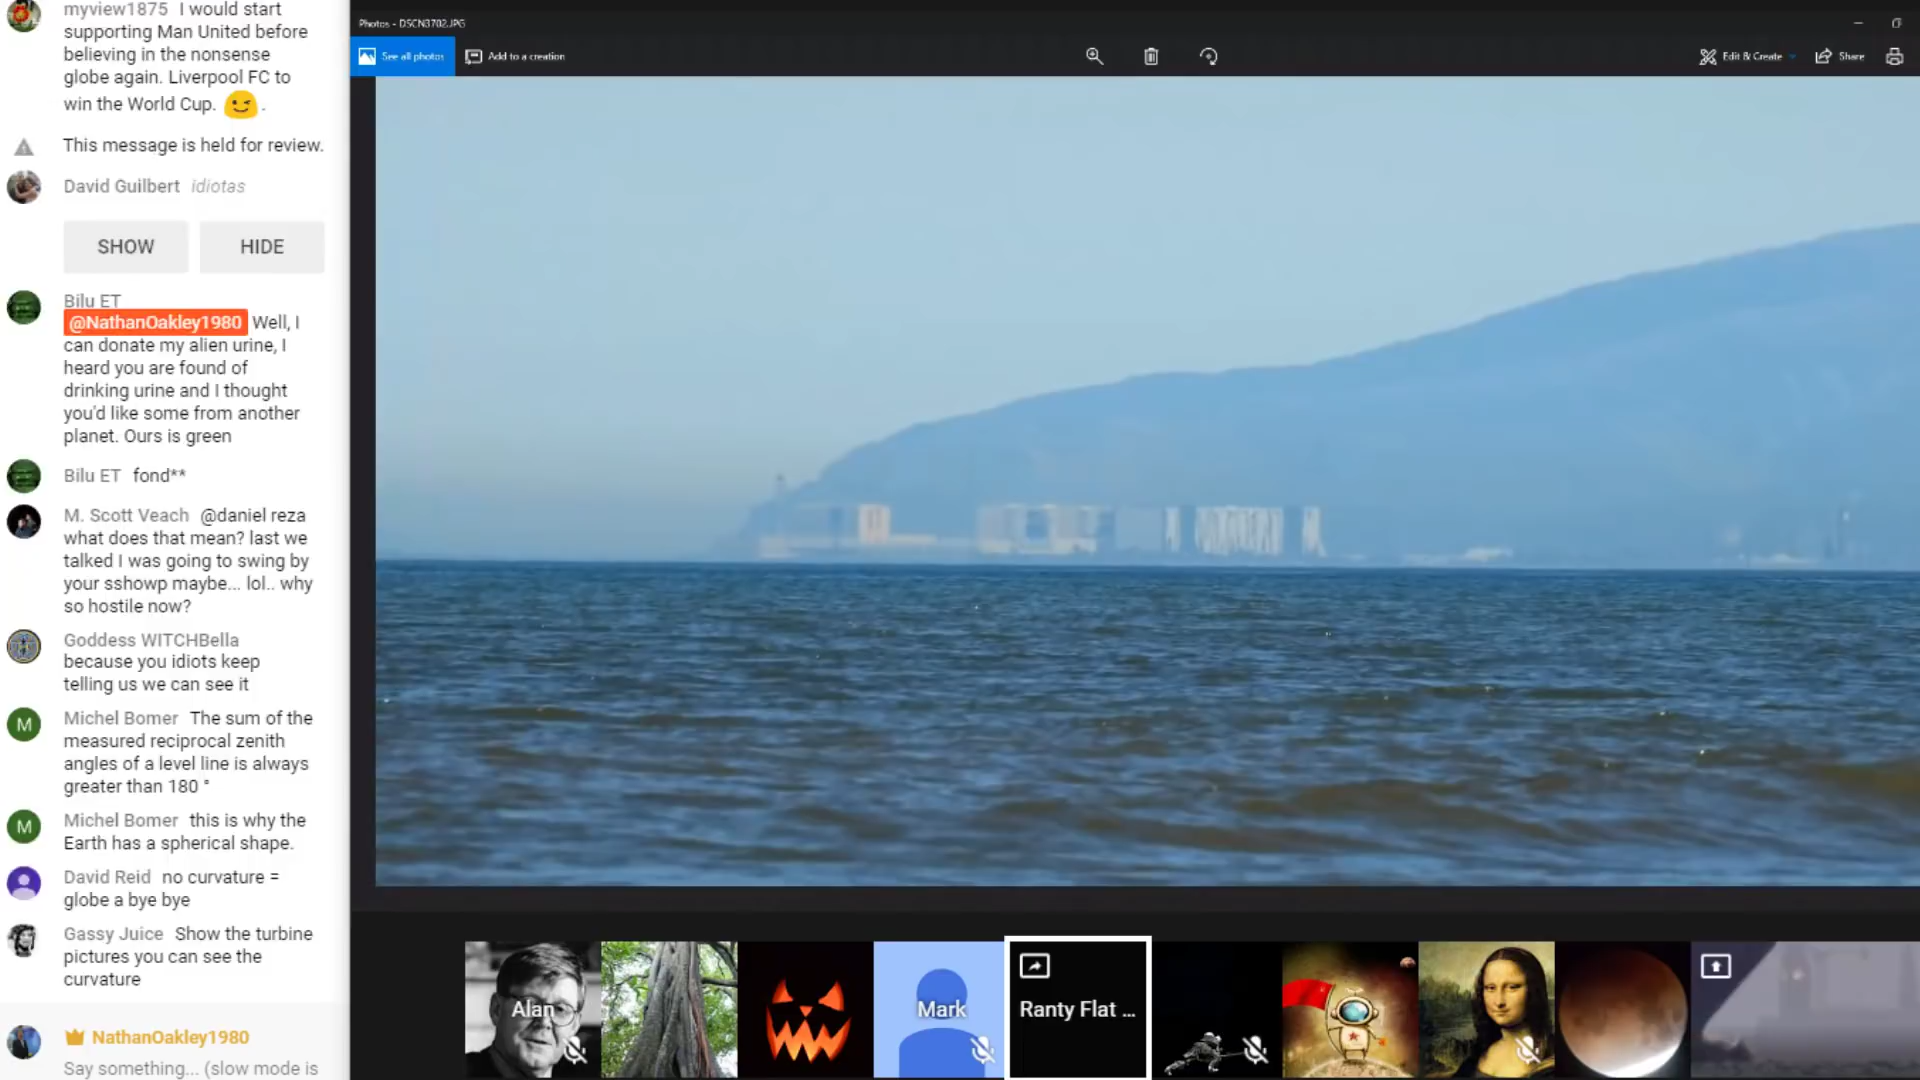 myview1875 I would start
supporting Man United before
believing in the nonsense
globe again. Liverpool FC to
win the World Cup. 😉 .
This message is held for review.
David Guilbert idiotas
SHOW
HIDE
Bilu ET
@NathanOakley1980 Well, I
can donate my alien urine, I
heard you are found of
drinking urine and I thought
you'd like some from another
planet. Ours is green
Bilu ET fond**
M. Scott Veach @daniel reza
what does that mean? last we
talked I was going to swing by
your sshowp maybe... lol.. why
so hostile now?
Goddess WITCHBella
because you idiots keep
telling us we can see it
M
Michel Bomer The sum of the
measured reciprocal zenith
angles of a level line is always
greater than 180 °
M
Michel Bomer this is why the
Earth has a spherical shape.
David Reid no curvature =
globe a bye bye
Gassy Juice Show the turbine
pictures you can see the
curvature
NathanOakley1980
Say something... (slow mode is
Photos - DSCN3702.JPG
See all photos
Add to a creation
Edit & Create
Share
Alan
Mark
Ranty Flat ...